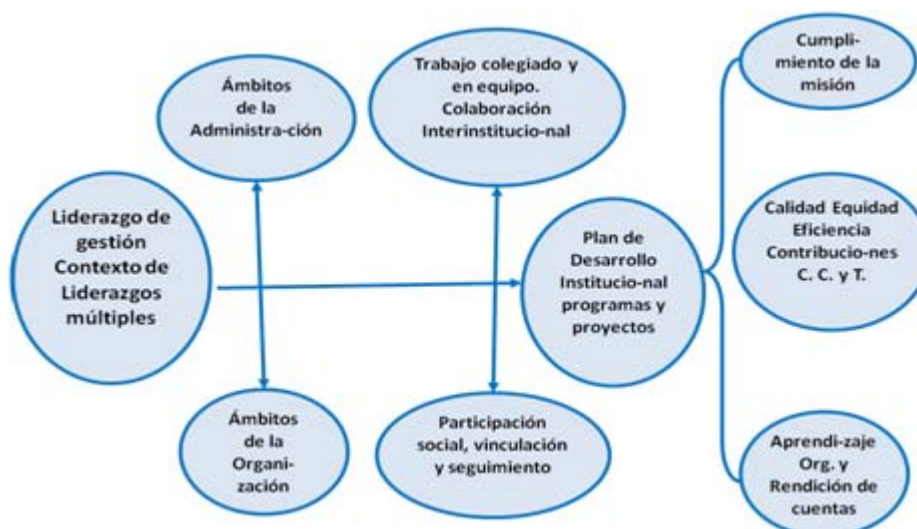 Ámbitos
de la
Administra-ción
Trabajo colegiado y
en equipo.
Colaboración
Interinstitucio-nal
Cumpli-
miento de la
misión
Liderazgo de
gestión
Contexto de
Liderazgos
múltiples
Plan de
Desarrollo
Institucio-nal
programas y
proyectos
Calidad Equidad
Eficiencia
Contribucio-nes
C. C. y T.
Ámbitos
de la
Organi-
zación
Participación
social, vinculación
y seguimiento
Aprendi-zaje
Org. y
Rendición de
cuentas